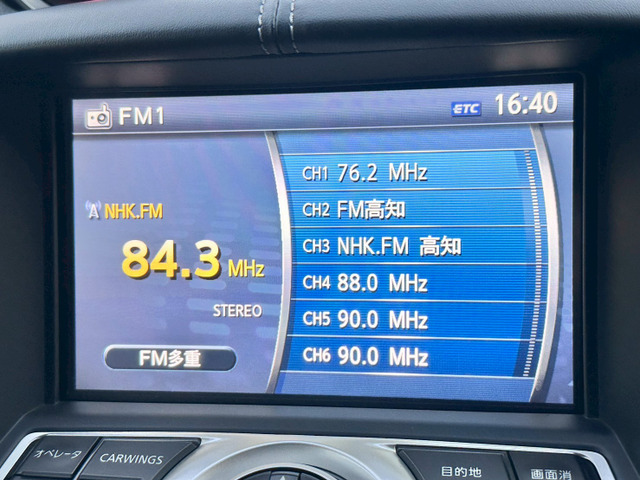 FM1
ETC 16:40
A NHK.FM
84.3 MHz
STEREO
FM多重
CH1 76.2 MHz
CH2 FM高知
CH3 NHK.FM 高知
CH4 88.0 MHz
CH5 90.0 MHz
CH6 90.0 MHz
オペレータ
CARWINGS
目的地
画面消